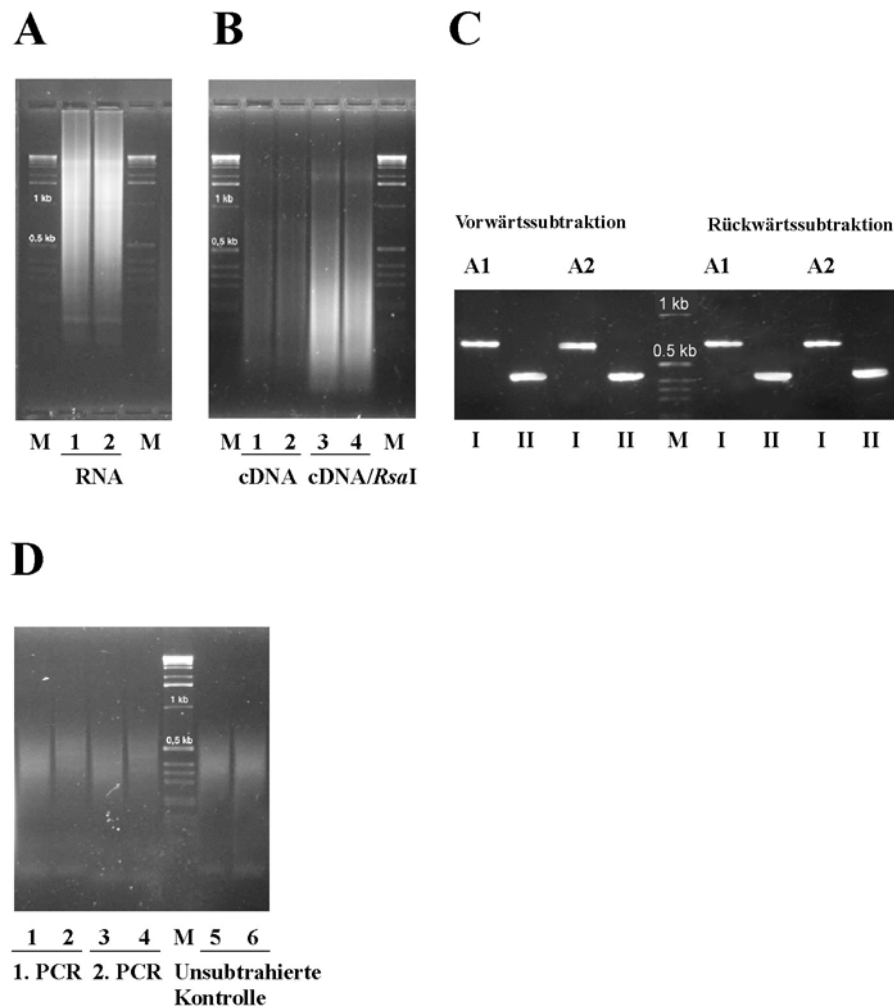 A
B
C
1 kb
0.5 kb
1 kb
0,5 kb
Vorwärtssubtraktion
Rückwärtssubtraktion
A1 A2 A1 A2
1 kb
0.5 kb
M 1 2 M
RNA
M 1 2 3 4 M
cDNA cDNA/RsaI
I II I II M I II I II
D
1 kb
0,5 kb
1 2 3 4 M 5 6
1. PCR 2. PCR Unsubtrahierte
Kontrolle